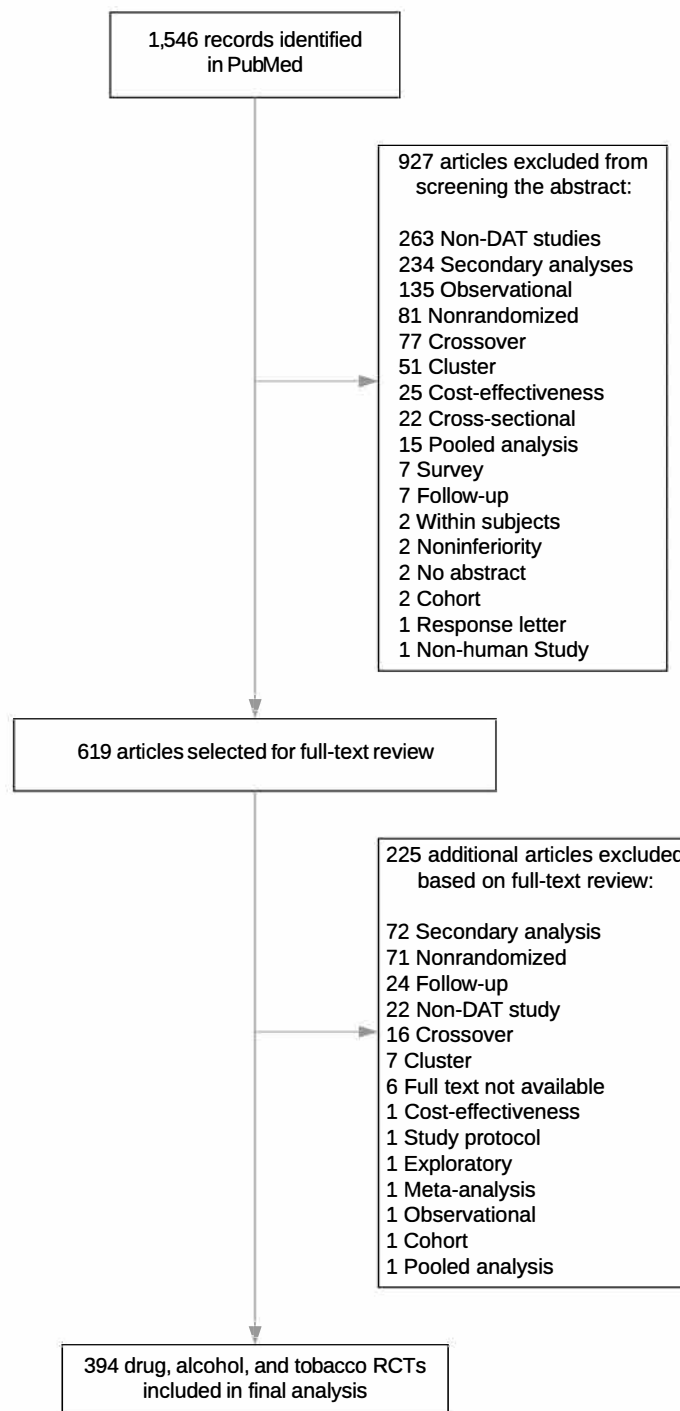 1,546 records identified
in PubMed
927 articles excluded from
screening the abstract:
263 Non-DAT studies
234 Secondary analyses
135 Observational
81 Nonrandomized
77 Crossover
51 Cluster
25 Cost-effectiveness
22 Cross-sectional
15 Pooled analysis
7 Survey
7 Follow-up
2 Within subjects
2 Noninferiority
2 No abstract
2 Cohort
1 Response letter
1 Non-human Study
619 articles selected for full-text review
225 additional articles excluded
based on full-text review:
72 Secondary analysis
71 Nonrandomized
24 Follow-up
22 Non-DAT study
16 Crossover
7 Cluster
6 Full text not available
1 Cost-effectiveness
1 Study protocol
1 Exploratory
1 Meta-analysis
1 Observational
1 Cohort
1 Pooled analysis
394 drug, alcohol, and tobacco RCTs
included in final analysis